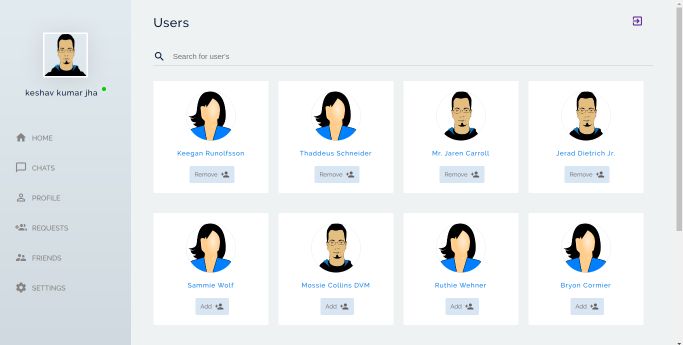 Users
Search for user's
keshav kumar jha
HOME
CHATS
PROFILE
REQUESTS
FRIENDS
SETTINGS
Keegan Runolfsson
Thaddeus Schneider
Mr. Jaren Carroll
Jerad Dietrich Jr.
Remove
Remove
Remove
Remove
Sammie Wolf
Mossie Collins DVM
Ruthie Wehner
Bryon Cormier
Add
Add
Add
Add